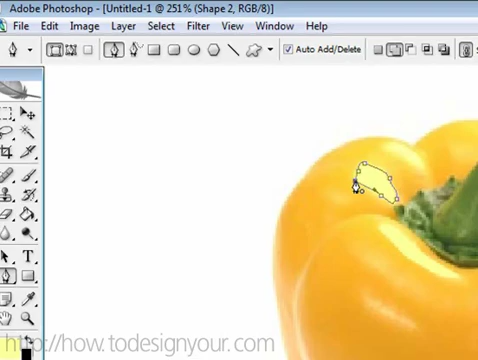 Adobe Photoshop - [Untitled-1 @ 251% (Shape 2, RGB/8)]
File Edit Image Layer Select Filter View Window Help
Auto Add/Delete
T
http://how.todesignyour.com